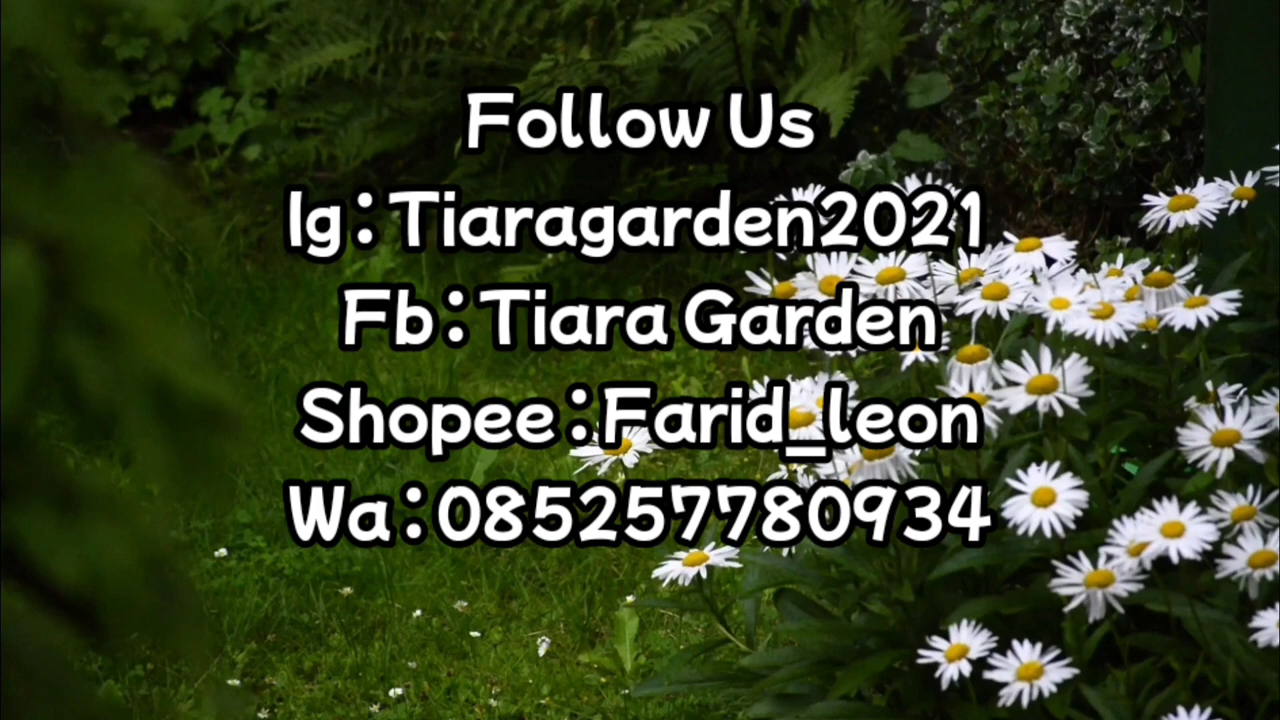 Follow Us
Ig : Tiaragarden2021
Fb : Tiara Garden
Shopee : Farid_leon
Wa : 085257780934